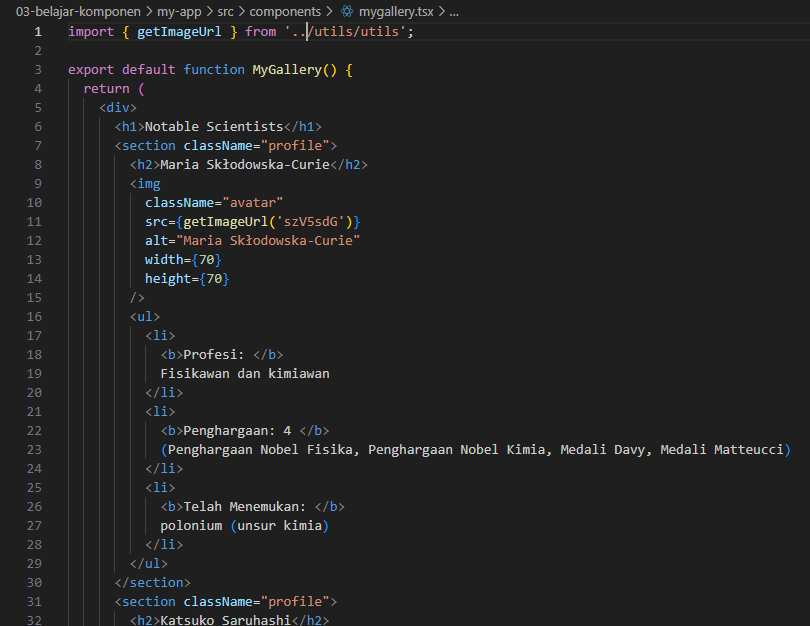 03-belajar-komponen > my-app > src > components > mygallery.tsx > ...
1 import { getImageUrl } from '../utils/utils';
2
3 export default function MyGallery() {
4   return (
5     <div>
6       <h1>Notable Scientists</h1>
7       <section className="profile">
8         <h2>Maria Skłodowska-Curie</h2>
9         <img
10           className="avatar"
11           src={getImageUrl('szV5sdG')}
12           alt="Maria Skłodowska-Curie"
13           width={70}
14           height={70}
15         />
16         <ul>
17           <li>
18             <b>Profesi: </b>
19             Fisikawan dan kimiawan
20           </li>
21           <li>
22             <b>Penghargaan: 4 </b>
23             (Penghargaan Nobel Fisika, Penghargaan Nobel Kimia, Medali Davy, Medali Matteucci)
24           </li>
25           <li>
26             <b>Telah Menemukan: </b>
27             polonium (unsur kimia)
28           </li>
29         </ul>
30       </section>
31       <section className="profile">
32         <h2>Katsuko Saruhashi</h2>